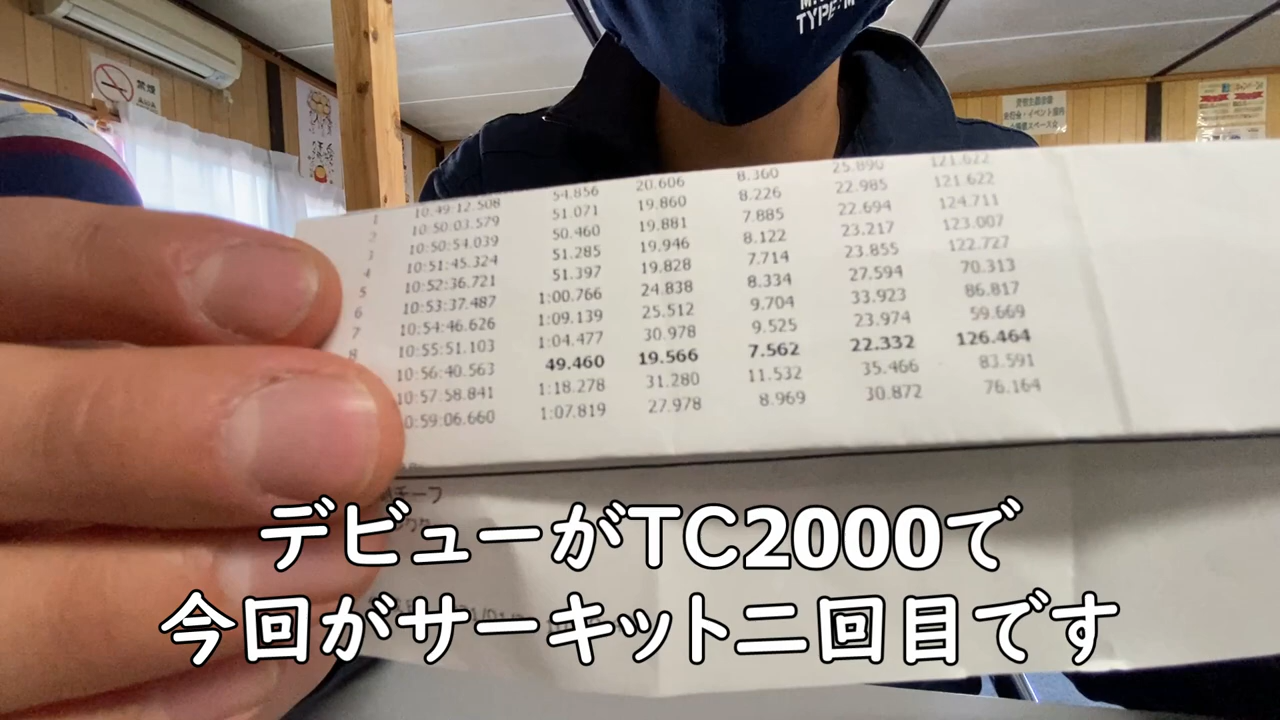 TYPE-M
禁煙
54.856 20.606 8.360 25.890 121.622
1 10:49:12.508 51.071 19.860 8.226 22.985 121.622
2 10:50:03.579 50.460 19.881 7.885 22.694 124.711
3 10:50:54.039 51.285 19.946 8.122 23.217 123.007
4 10:51:45.324 51.397 19.828 7.714 23.855 122.727
5 10:52:36.721 1:00.766 24.838 8.334 27.594 70.313
6 10:53:37.487 1:09.139 25.512 9.704 33.923 86.817
7 10:54:46.626 1:04.477 30.978 9.525 23.974 59.669
8 10:55:51.103 49.460 19.566 7.562 22.332 126.464
10:56:40.563 1:18.278 31.280 11.532 35.466 83.591
10:57:58.841 1:07.819 27.978 8.969 30.872 76.164
0:59:06.660
チーフ
デビューがTC2000で
今回がサーキット二回目です